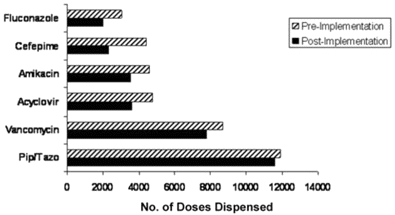 Fluconazole
Cefepime
Amikacin
Acyclovir
Vancomycin
Pip/Tazo
Pre-Implementation
Post-Implementation
0 2000 4000 6000 8000 10000 12000 14000
No. of Doses Dispensed